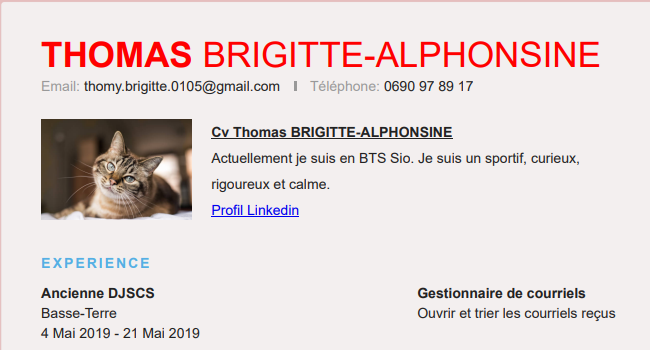 THOMAS BRIGITTE-ALPHONSINE
Email: thomy.brigitte.0105@gmail.com | Téléphone: 0690 97 89 17
Cv Thomas BRIGITTE-ALPHONSINE
Actuellement je suis en BTS Sio. Je suis un sportif, curieux,
rigoureux et calme.
Profil Linkedin
EXPERIENCE
Ancienne DJSCS
Basse-Terre
4 Mai 2019 - 21 Mai 2019
Gestionnaire de courriels
Ouvrir et trier les courriels reçus